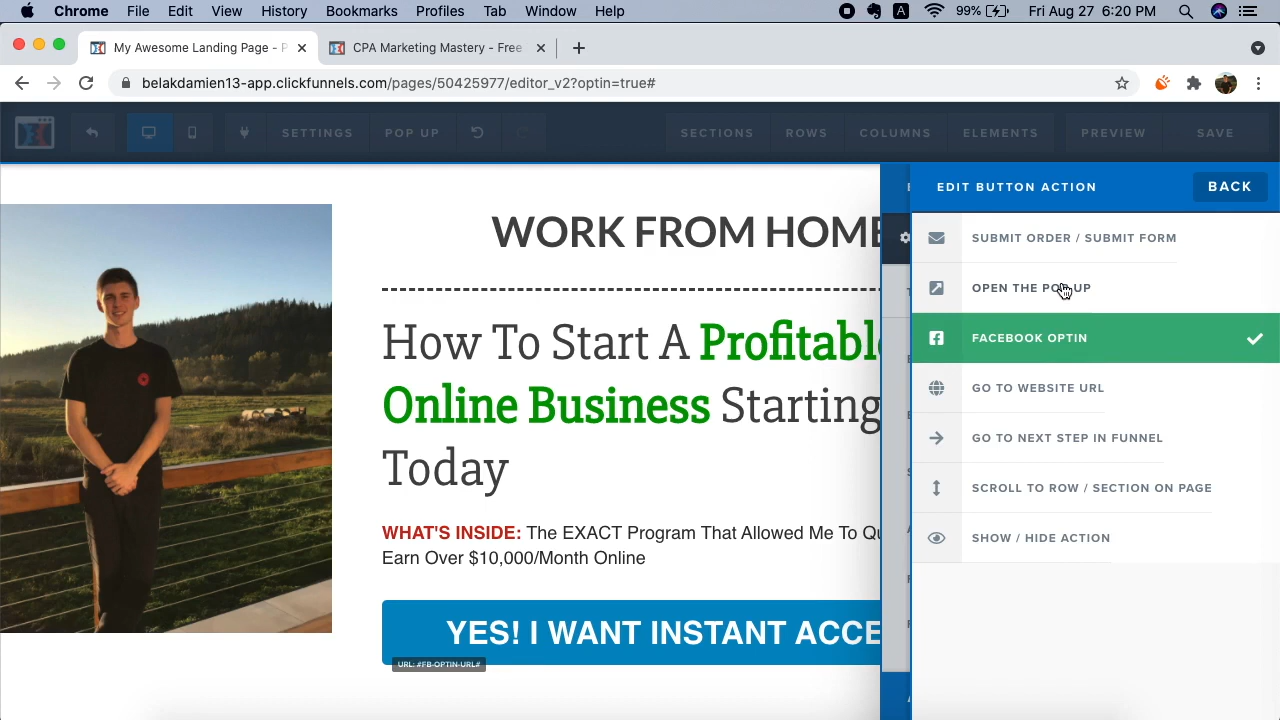 Chrome File Edit View History Bookmarks Profiles Tab Window Help A 99% Fri Aug 27 6:20 PM
My Awesome Landing Page - P CPA Marketing Mastery - Free
belakdamien13-app.clickfunnels.com/pages/50425977/editor_v2?optin=true#
SETTINGS POP UP SECTIONS ROWS COLUMNS ELEMENTS PREVIEW SAVE
EDIT BUTTON ACTION BACK
SUBMIT ORDER / SUBMIT FORM
OPEN THE POP UP
FACEBOOK OPTIN
GO TO WEBSITE URL
GO TO NEXT STEP IN FUNNEL
SCROLL TO ROW / SECTION ON PAGE
SHOW / HIDE ACTION
WORK FROM HOME
How To Start A Profitable
Online Business Starting
Today
WHAT'S INSIDE: The EXACT Program That Allowed Me To Qu
Earn Over $10,000/Month Online
YES! I WANT INSTANT ACCE
URL: #FB-OPTIN-URL#